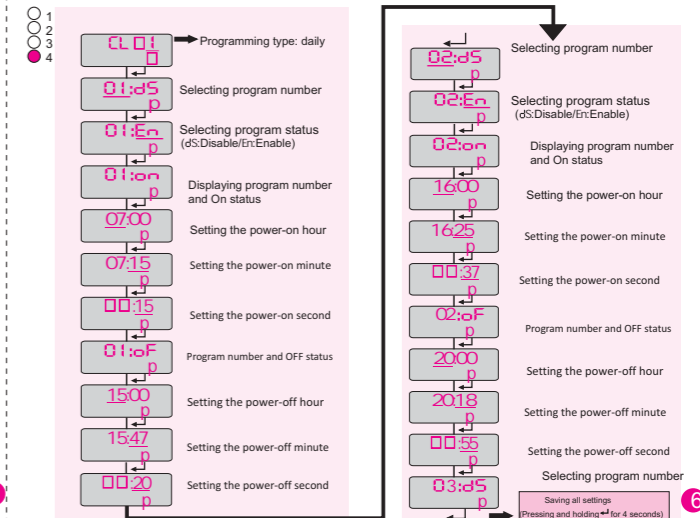 1
2
3
4
CL 01
0
Programming type: daily
01:dS
p
Selecting program number
01:En
p
Selecting program status
(dS:Disable/En:Enable)
01:on
p
Displaying program number
and On status
07:00
p
Setting the power-on hour
07:15
p
Setting the power-on minute
00:15
p
Setting the power-on second
01:oF
p
Program number and OFF status
15:00
p
Setting the power-off hour
15:47
p
Setting the power-off minute
00:20
p
Setting the power-off second
02:dS
p
Selecting program number
02:En
p
Selecting program status
(dS:Disable/En:Enable)
02:on
p
Displaying program number
and On status
16:00
p
Setting the power-on hour
16:25
p
Setting the power-on minute
00:37
p
Setting the power-on second
02:oF
p
Program number and OFF status
20:00
p
Setting the power-off hour
20:18
p
Setting the power-off minute
00:55
p
Setting the power-off second
03:dS
p
Selecting program number
Saving all settings
(Pressing and holding ↵ for 4 seconds)
6